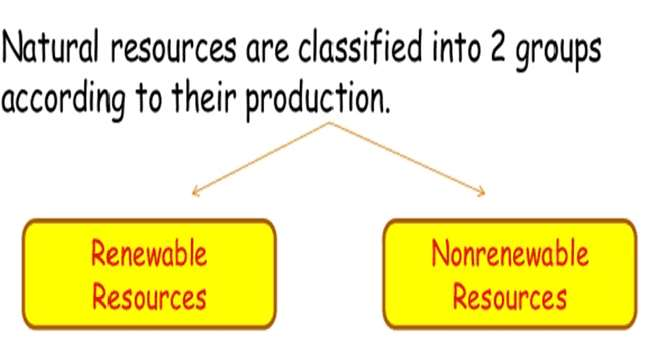 Natural resources are classified into 2 groups
according to their production.
Renewable
Resources
Nonrenewable
Resources